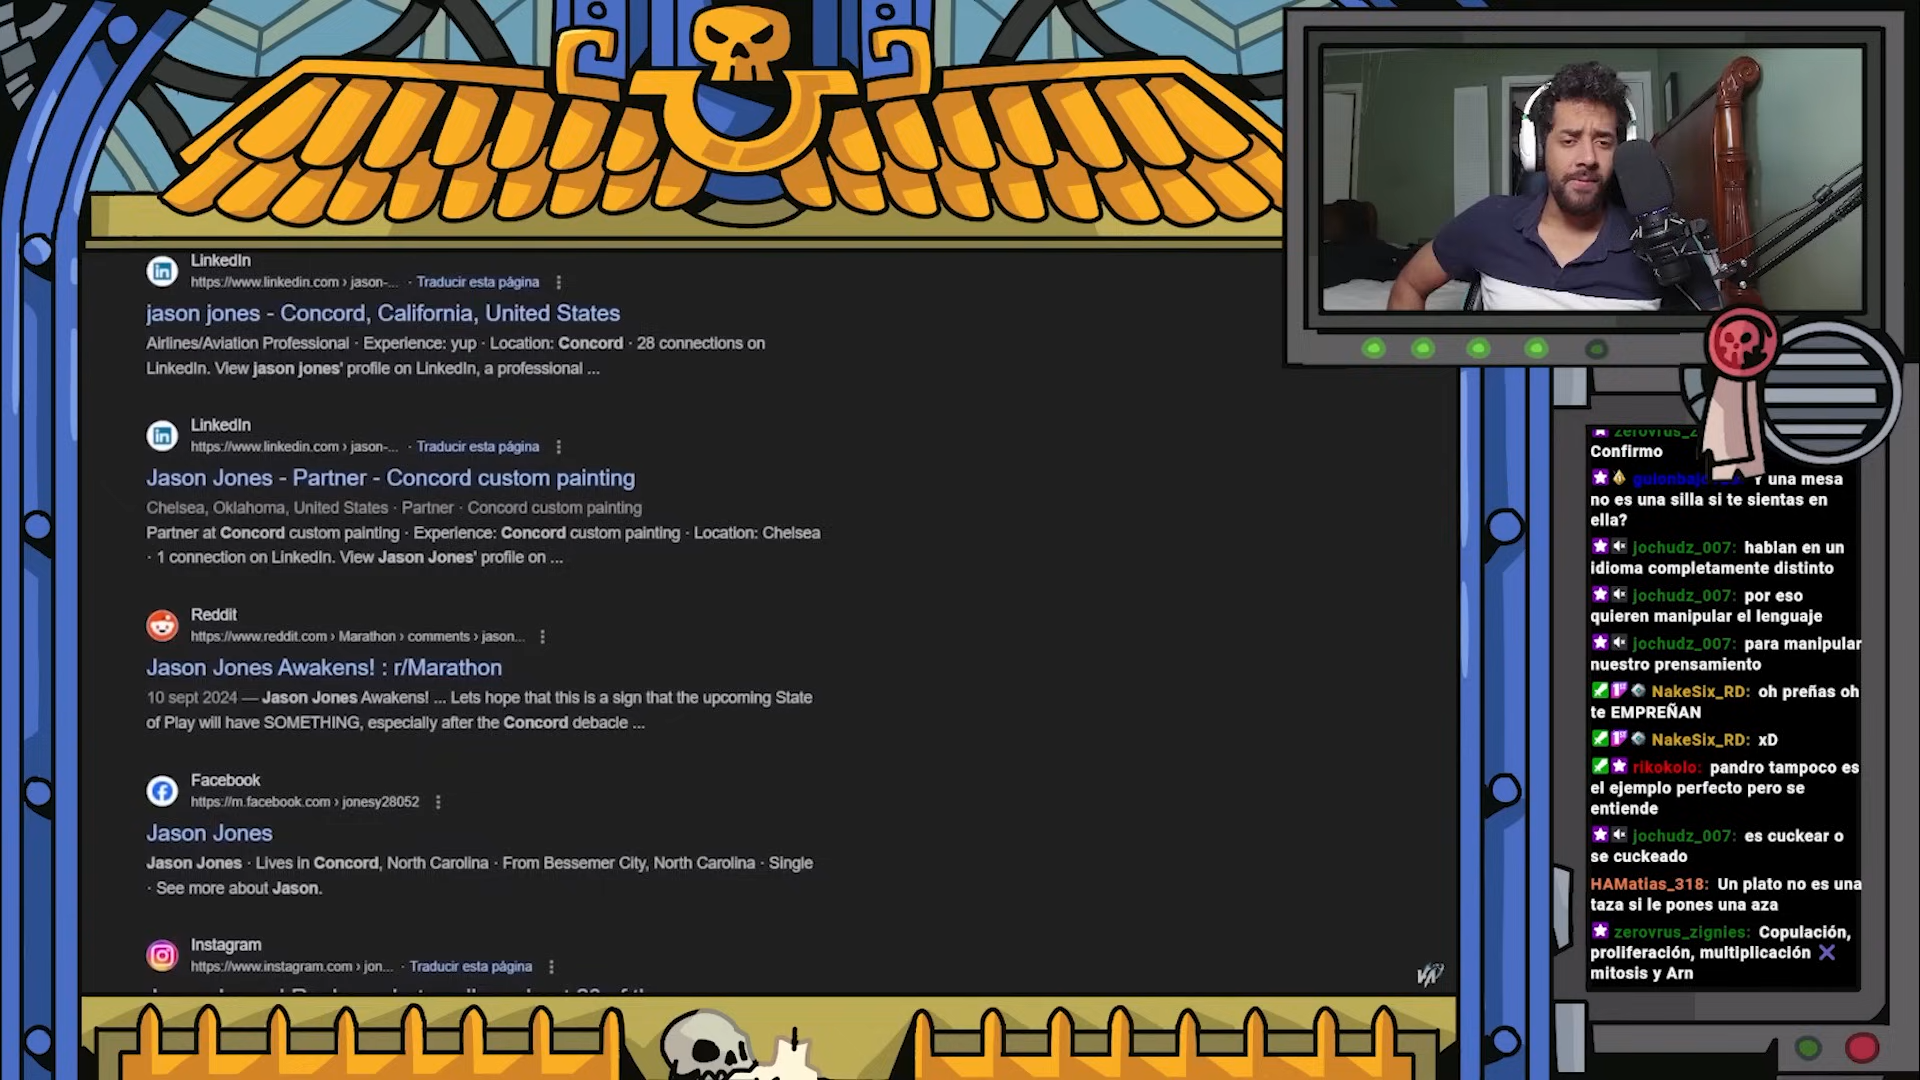 LinkedIn
https://www.linkedin.com › jason-... · Traducir esta página
jason jones - Concord, California, United States
Airlines/Aviation Professional · Experience: yup · Location: Concord · 28 connections on
LinkedIn. View jason jones' profile on LinkedIn, a professional ...
LinkedIn
https://www.linkedin.com › jason-... · Traducir esta página
Jason Jones - Partner - Concord custom painting
Chelsea, Oklahoma, United States · Partner · Concord custom painting
Partner at Concord custom painting · Experience: Concord custom painting · Location: Chelsea
· 1 connection on LinkedIn. View Jason Jones' profile on ...
Reddit
https://www.reddit.com › Marathon › comments › jason...
Jason Jones Awakens! : r/Marathon
10 sept 2024 — Jason Jones Awakens! ... Lets hope that this is a sign that the upcoming State
of Play will have SOMETHING, especially after the Concord debacle ...
Facebook
https://m.facebook.com › jonesy28052
Jason Jones
Jason Jones · Lives in Concord, North Carolina · From Bessemer City, North Carolina · Single
· See more about Jason.
Instagram
https://www.instagram.com › jon... · Traducir esta página
Confirmo
Y una mesa
no es una silla si te sientas en
ella?
jochudz_007: hablan en un
idioma completamente distinto
jochudz_007: por eso
quieren manipular el lenguaje
jochudz_007: para manipular
nuestro prensamiento
NakeSix_RD: oh preñas oh
te EMPREÑAN
NakeSix_RD: xD
rikokolo: pandro tampoco es
el ejemplo perfecto pero se
entiende
jochudz_007: es cuckear o
se cuckeado
HAMatias_318: Un plato no es una
taza si le pones una aza
zerovrus_zignies: Copulación,
proliferación, multiplicación
mitosis y Arn